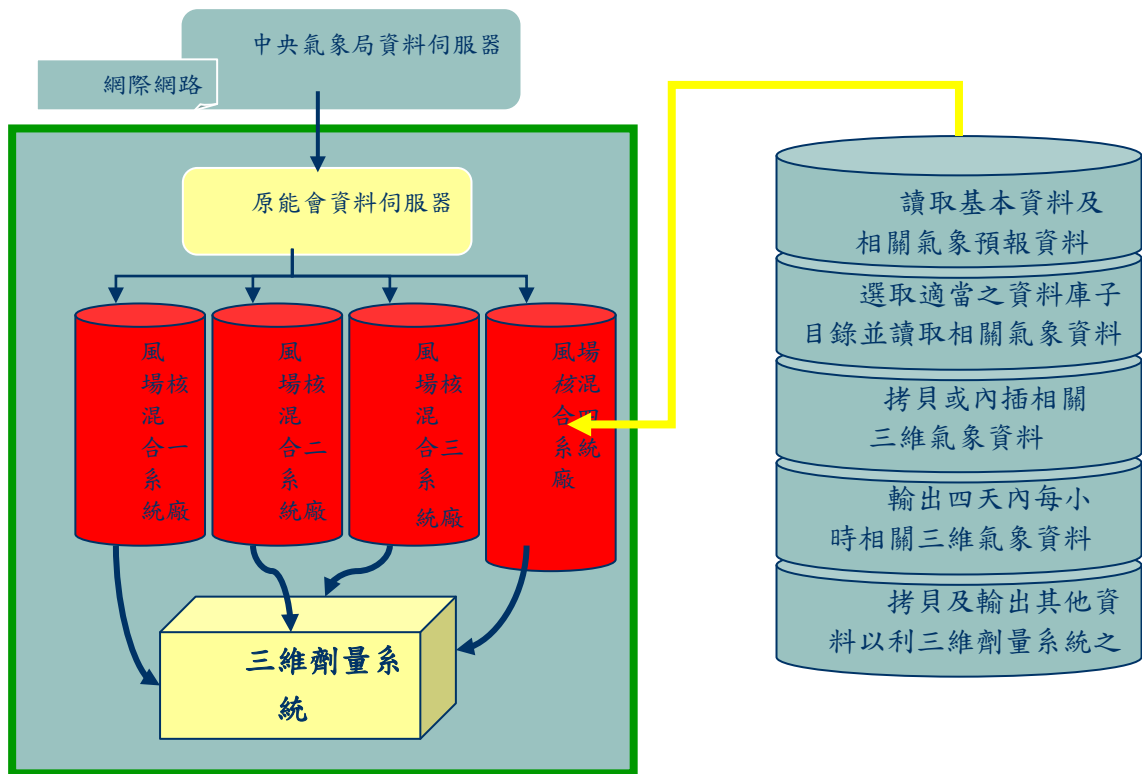 中央氣象局資料伺服器
網際網路
原能會資料伺服器
風
場核
混
合一
系
統廠
風
場核
混
合二
系
統廠
風
場核
混
合三
系
統廠
風場
核混
合四
系統
廠
三維劑量系
統
讀取基本資料及
相關氣象預報資料
選取適當之資料庫子
目錄並讀取相關氣象資料
拷貝或內插相關
三維氣象資料
輸出四天內每小
時相關三維氣象資料
拷貝及輸出其他資
料以利三維劑量系統之